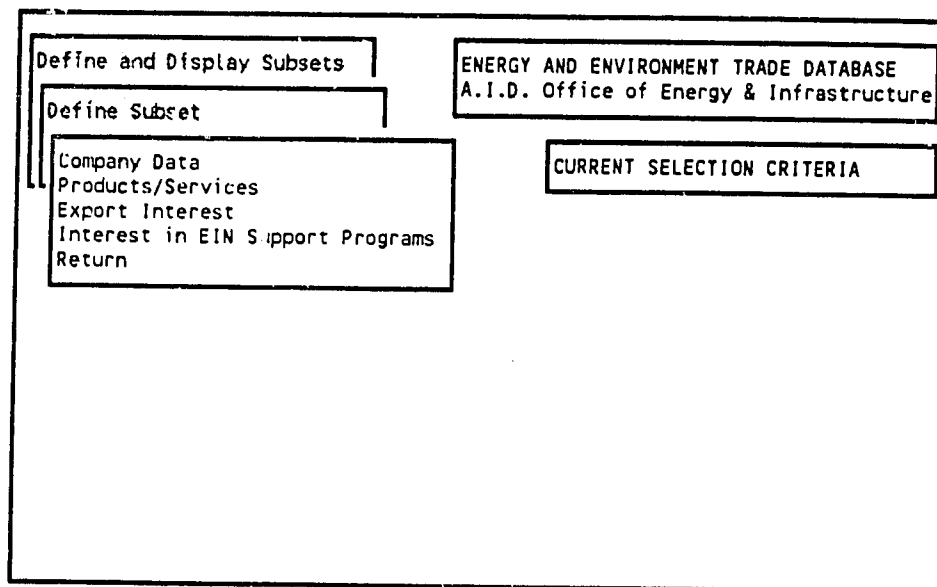 Define and Display Subsets
Define Subset
Company Data
Products/Services
Export Interest
Interest in EIN Support Programs
Return
ENERGY AND ENVIRONMENT TRADE DATABASE
A.I.D. Office of Energy & Infrastructure
CURRENT SELECTION CRITERIA